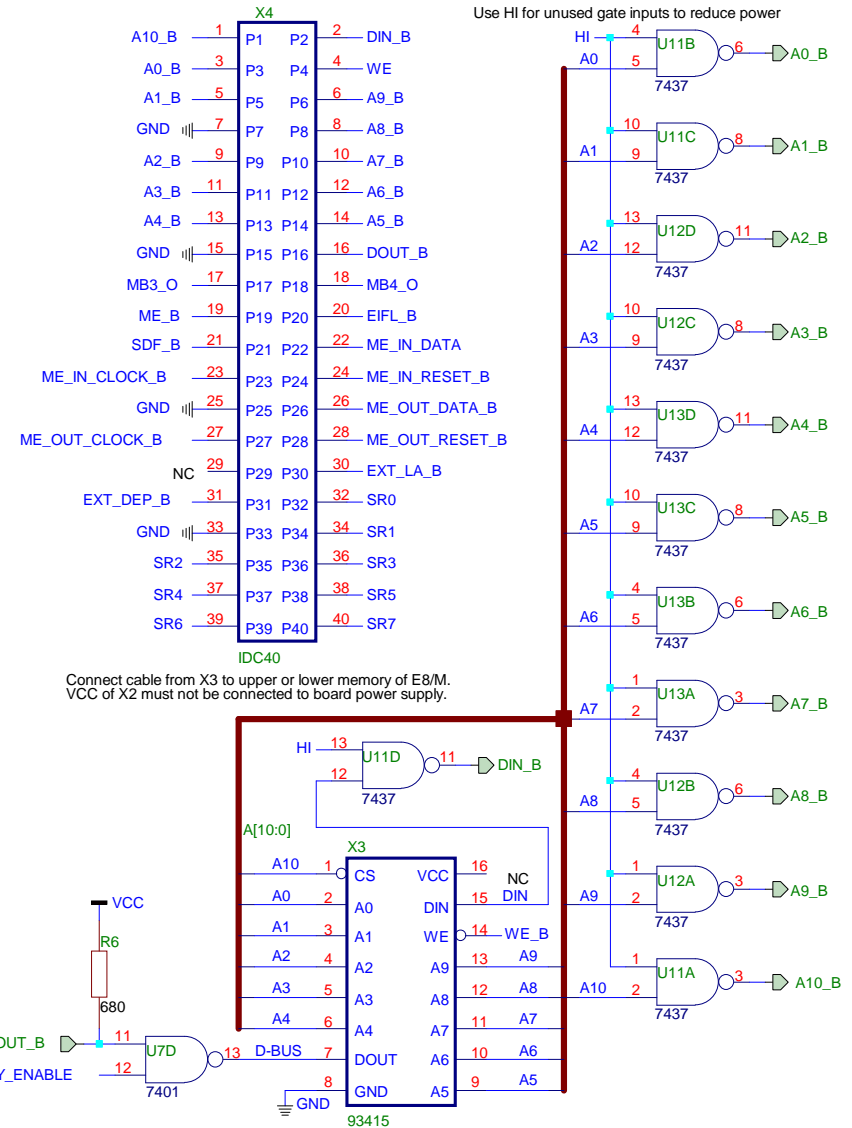 X4
A10_B 1 P1 P2 2 DIN_B
A0_B 3 P3 P4 4 WE
A1_B 5 P5 P6 6 A9_B
GND 7 P7 P8 8 A8_B
A2_B 9 P9 P10 10 A7_B
A3_B 11 P11 P12 12 A6_B
A4_B 13 P13 P14 14 A5_B
GND 15 P15 P16 16 DOUT_B
MB3_O 17 P17 P18 18 MB4_O
ME_B 19 P19 P20 20 EIFL_B
SDF_B 21 P21 P22 22 ME_IN_DATA
ME_IN_CLOCK_B 23 P23 P24 24 ME_IN_RESET_B
GND 25 P25 P26 26 ME_OUT_DATA_B
ME_OUT_CLOCK_B 27 P27 P28 28 ME_OUT_RESET_B
NC 29 P29 P30 30 EXT_LA_B
EXT_DEP_B 31 P31 P32 32 SR0
GND 33 P33 P34 34 SR1
SR2 35 P35 P36 36 SR3
SR4 37 P37 P38 38 SR5
SR6 39 P39 P40 40 SR7
IDC40
Connect cable from X3 to upper or lower memory of E8/M.
VCC of X2 must not be connected to board power supply.
Use HI for unused gate inputs to reduce power
HI 4 U11B 6 A0_B
A0 5
7437
10 U11C 8 A1_B
A1 9
7437
13 U12D 11 A2_B
A2 12
7437
10 U12C 8 A3_B
A3 9
7437
13 U13D 11 A4_B
A4 12
7437
10 U13C 8 A5_B
A5 9
7437
4 U13B 6 A6_B
A6 5
7437
1 U13A 3 A7_B
A7 2
7437
4 U12B 6 A8_B
A8 5
7437
1 U12A 3 A9_B
A9 2
7437
1 U11A 3 A10_B
A10 2
7437
HI 13 U11D 11 DIN_B
12
7437
A[10:0]
X3
A10 1 CS VCC 16 NC
A0 2 A0 DIN 15 DIN
A1 3 A1 WE 14 WE_B
A2 4 A2 A9 13 A9
A3 5 A3 A8 12 A8
A4 6 A4 A7 11 A7
D-BUS 7 DOUT A6 10 A6
GND 8 GND A5 9 A5
93415
VCC
R6
680
OUT_B 11 U7D 13
Y_ENABLE 12
7401